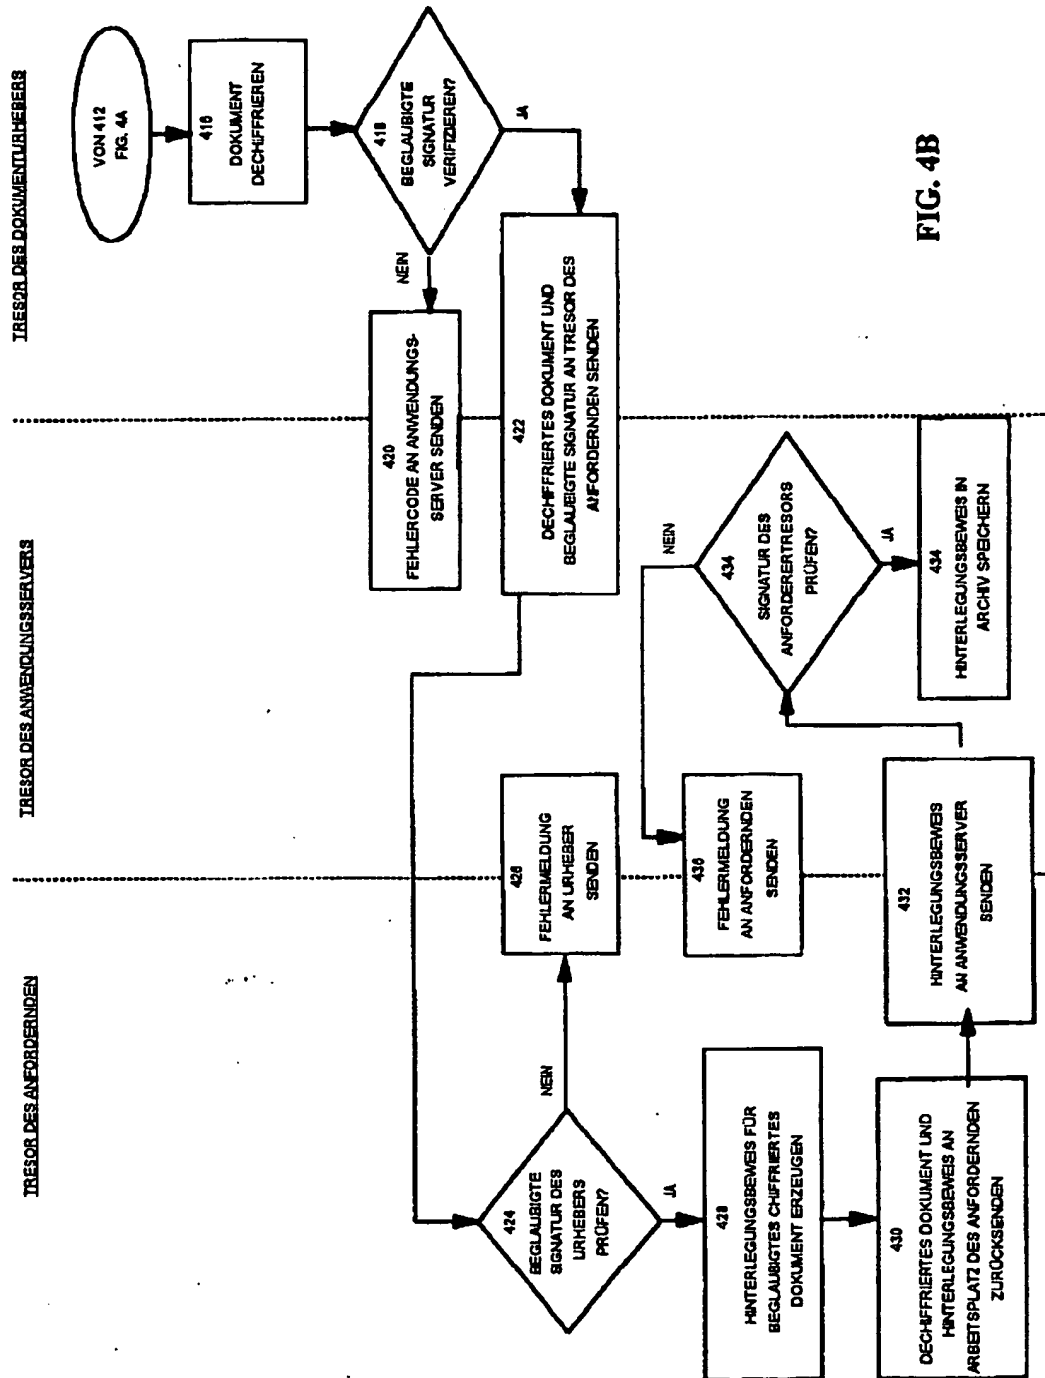 TRESOR DES ANFORDERNDEN
TRESOR DES ANWENDUNGSSERVERS
TRESOR DES DOKUMENTURHEBERS
VON 412
FIG. 4A
416
DOKUMENT
DECHIFFRIEREN
418
BEGLAUBIGTE
SIGNATUR
VERIFIZIEREN?
NEIN
JA
420
FEHLERCODE AN ANWENDUNGS-
SERVER SENDEN
422
DECHIFFRIERTES DOKUMENT UND
BEGLAUBIGTE SIGNATUR AN TRESOR DES
ANFORDERNDEN SENDEN
424
BEGLAUBIGTE
SIGNATUR DES
URHEBERS
PRÜFEN?
NEIN
JA
426
FEHLERMELDUNG
AN URHEBER
SENDEN
428
HINTERLEGUNGSBEWEIS FÜR
BEGLAUBIGTES CHIFFRIERTES
DOKUMENT ERZEUGEN
430
DECHIFFRIERTES DOKUMENT UND
HINTERLEGUNGSBEWEIS AN
ARBEITSPLATZ DES ANFORDERNDEN
ZURÜCKSENDEN
432
HINTERLEGUNGSBEWEIS
AN ANWENDUNGSSERVER
SENDEN
434
SIGNATUR DES
ANFORDERERTRESORS
PRÜFEN?
NEIN
JA
436
FEHLERMELDUNG
AN ANFORDERNDEN
SENDEN
434
HINTERLEGUNGSBEWEIS IN
ARCHIV SPEICHERN
FIG. 4B